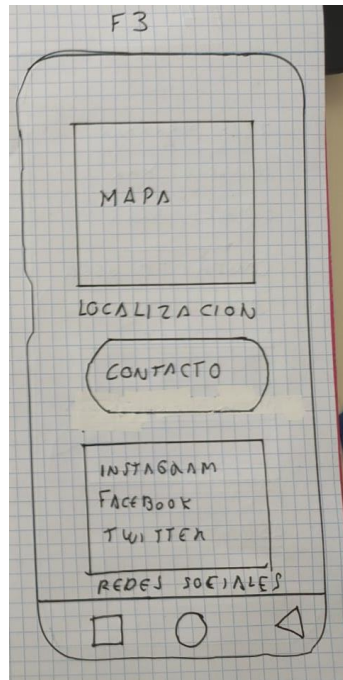 F3
MAPA
LOCALIZACION
CONTACTO
INSTAGRAM
FACEBOOK
TWITTER
REDES SOCIALES